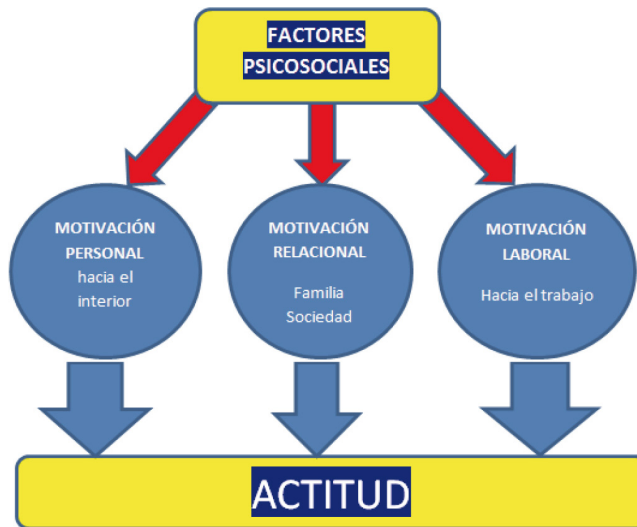 FACTORES
PSICOSOCIALES
MOTIVACIÓN
PERSONAL
hacia el
interior
MOTIVACIÓN
RELACIONAL
Familia
Sociedad
MOTIVACIÓN
LABORAL
Hacia el trabajo
ACTITUD